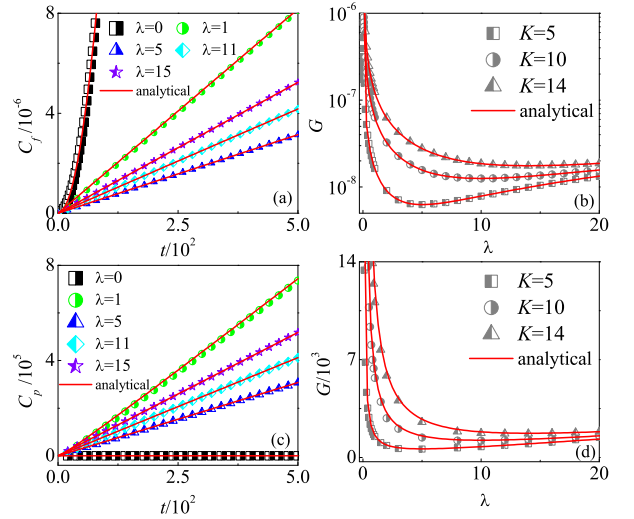 8
4
0
C_f /10^-6
λ=0
λ=1
λ=5
λ=11
λ=15
analytical
(a)
0.0
2.5
5.0
t/10^2
10^-6
10^-7
10^-8
G
K=5
K=10
K=14
analytical
(b)
0
10
20
λ
8
4
0
C_p /10^5
λ=0
λ=1
λ=5
λ=11
λ=15
analytical
(c)
0.0
2.5
5.0
t/10^2
14
7
0
G/10^3
K=5
K=10
K=14
analytical
(d)
0
10
20
λ